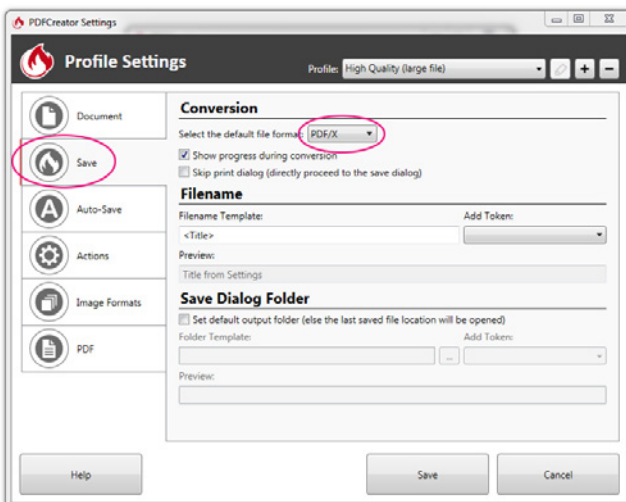 PDFCreator Settings
Profile Settings
Profile: High Quality (large file)
Document
Save
Auto-Save
Actions
Image Formats
PDF
Conversion
Select the default file format: PDF/X
Show progress during conversion
Skip print dialog (directly proceed to the save dialog)
Filename
Filename Template: Add Token:
<Title>
Preview:
Title from Settings
Save Dialog Folder
Set default output folder (else the last saved file location will be opened)
Folder Template: Add Token:
...
Preview:
Help Save Cancel